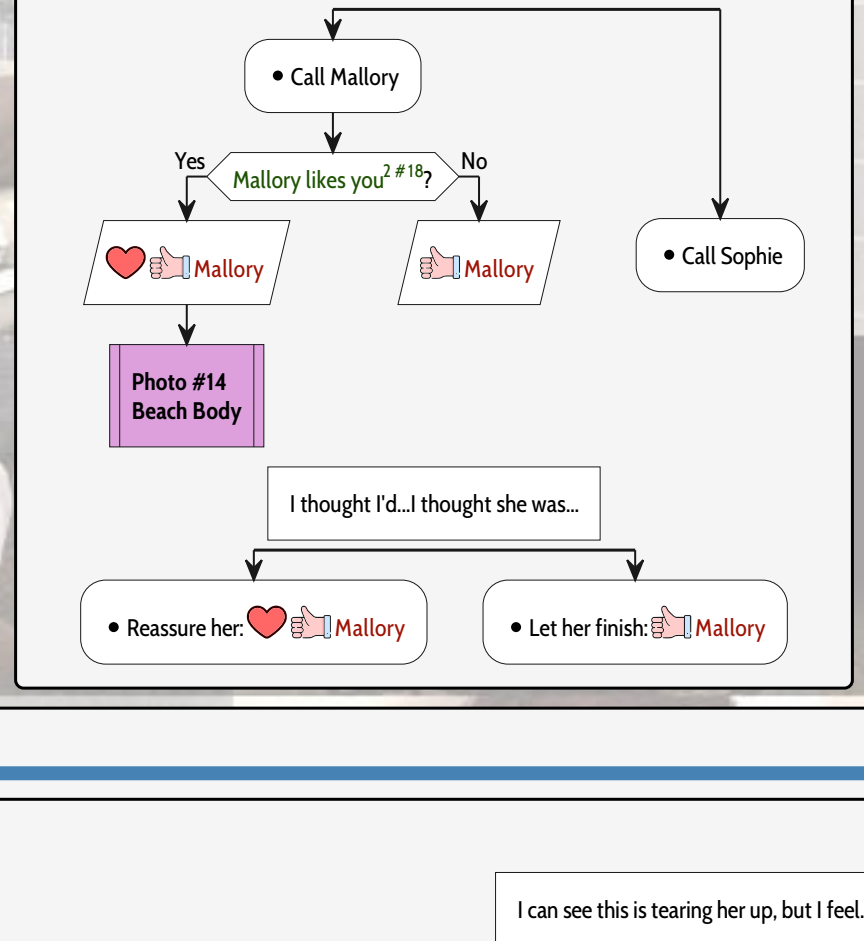 • Call Mallory
Yes
Mallory likes you2 #18?
No
Mallory
Mallory
• Call Sophie
Photo #14
Beach Body
I thought I'd...I thought she was...
• Reassure her: Mallory
• Let her finish: Mallory
I can see this is tearing her up, but I feel.